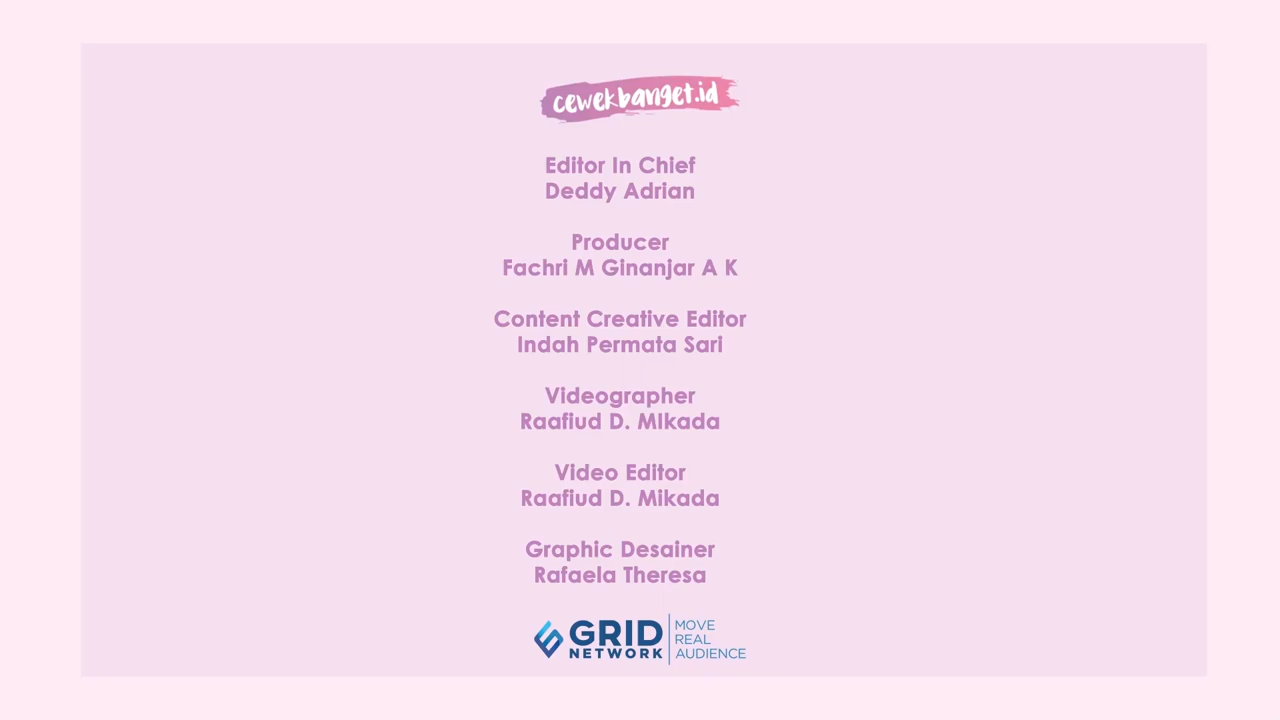 cewekbanget.id
Editor In Chief
Deddy Adrian
Producer
Fachri M Ginanjar A K
Content Creative Editor
Indah Permata Sari
Videographer
Raafiud D. MIkada
Video Editor
Raafiud D. Mikada
Graphic Desainer
Rafaela Theresa
GRID
NETWORK
MOVE
REAL
AUDIENCE